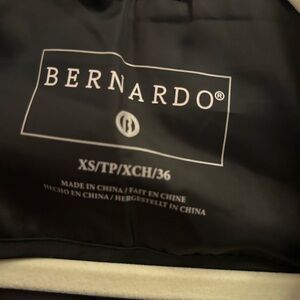 BERNARDO®
B
XS/TP/XCH/36
MADE IN CHINA / FAIT EN CHINE
HECHO EN CHINA / HERGESTELLT IN CHINA